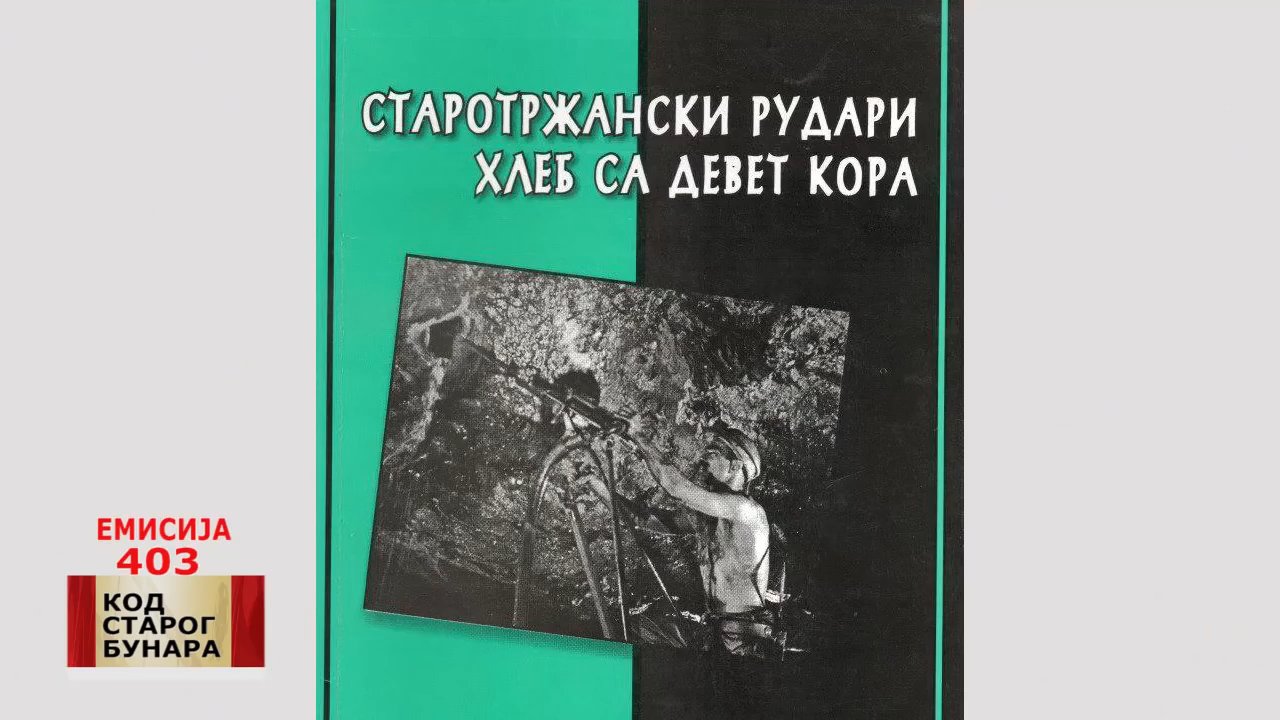 СТАРОТРЖАНСКИ РУДАРИ
ХЛЕБ СА ДЕВЕТ КОРА
ЕМИСИЈА
403
КОД
СТАРОГ
БУНАРА